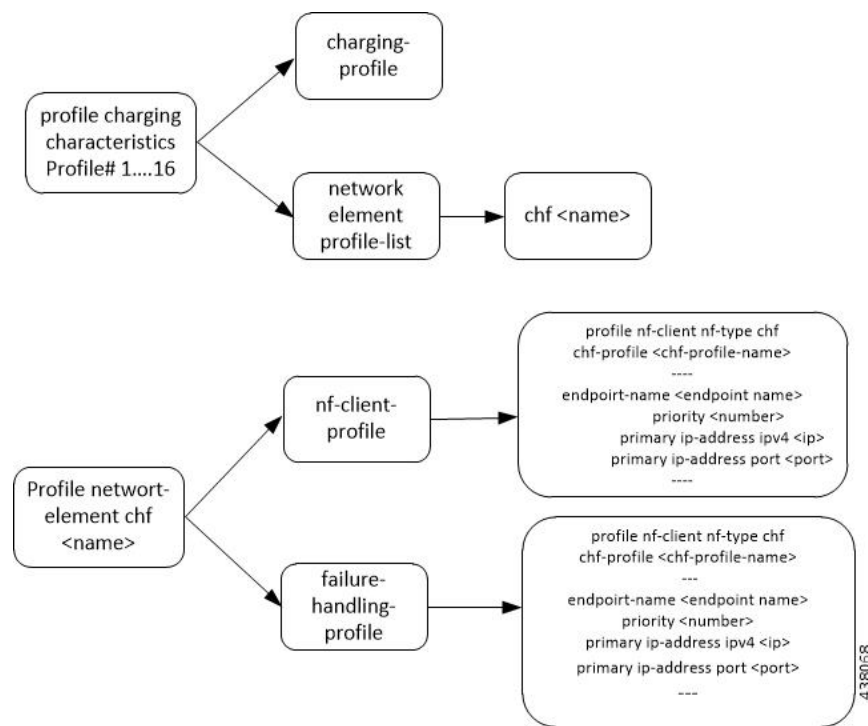 charging-
profile
profile charging
characteristics
Profile# 1....16
network
element
profile-list
chf <name>
profile nf-client nf-type chf
chf-profile <chf-profile-name>
----
endpoirt-name <endpoint name>
priority <number>
primary ip-address ipv4 <ip>
primary ip-address port <port>
----
nf-client-
profile
Profile networt-
element chf
<name>
failure-
handling-
profile
profile nf-client nf-type chf
chf-profile <chf-profile-name>
---
endpoint-name <endpoint name>
priority <number>
primary ip-address ipv4 <ip>
primary ip-address port <port>
---
438068